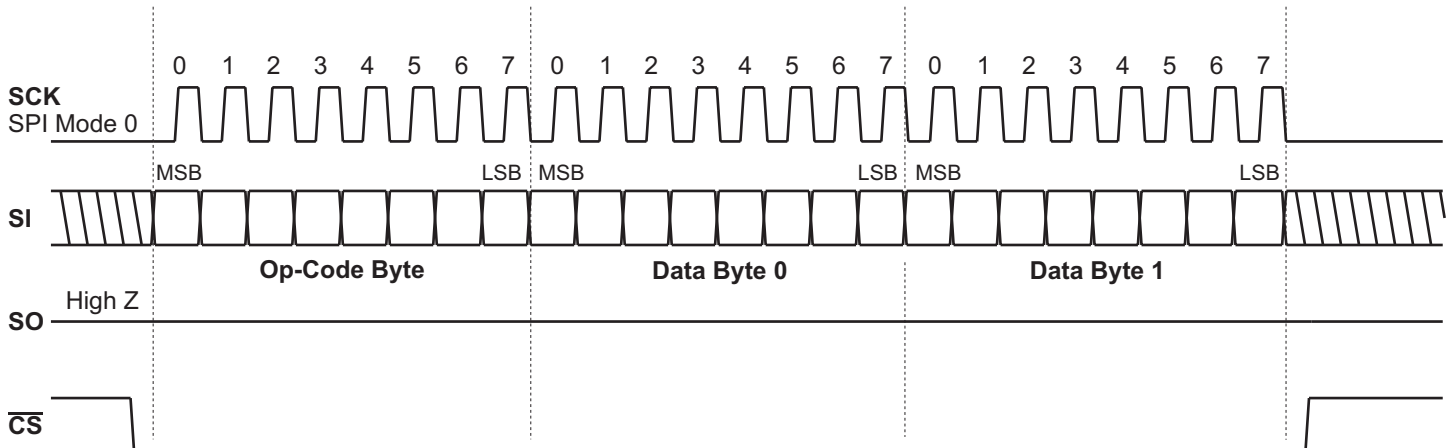 0 1 2 3 4 5 6 7 0 1 2 3 4 5 6 7 0 1 2 3 4 5 6 7
SCK
SPI Mode 0
MSB LSB MSB LSB MSB LSB
SI
Op-Code Byte Data Byte 0 Data Byte 1
High Z
SO
CS